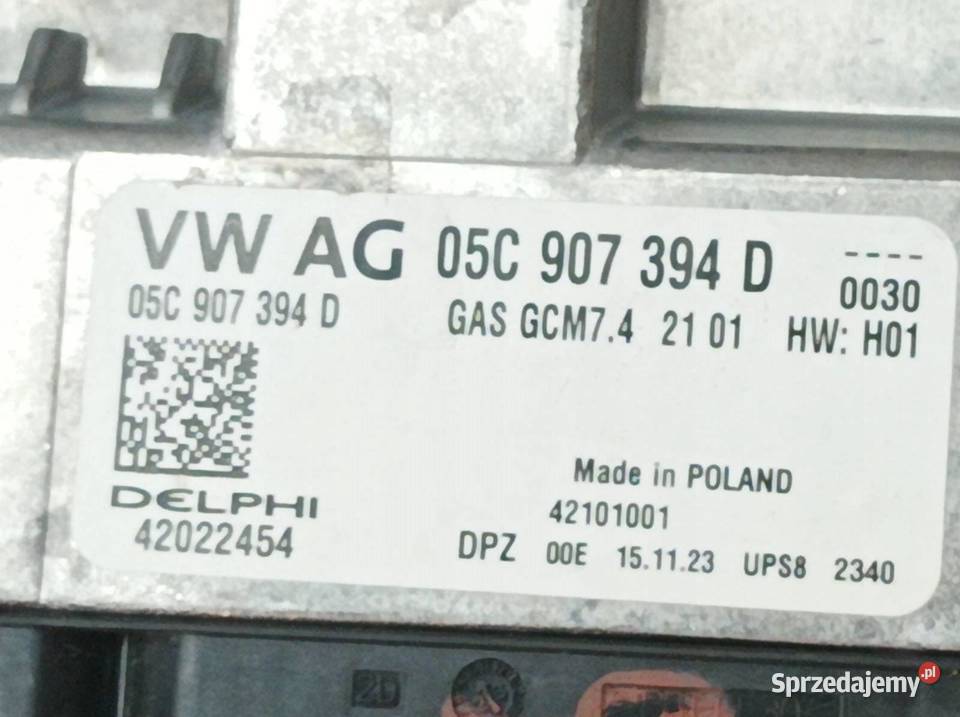 VW AG 05C 907 394 D ----
0030
05C 907 394 D GAS GCM7.4 21 01 HW: H01
Made in POLAND
DELPHI 42101001
42022454 DPZ 00E 15.11.23 UPS8 2340
2D
Sprzedajemy.pl